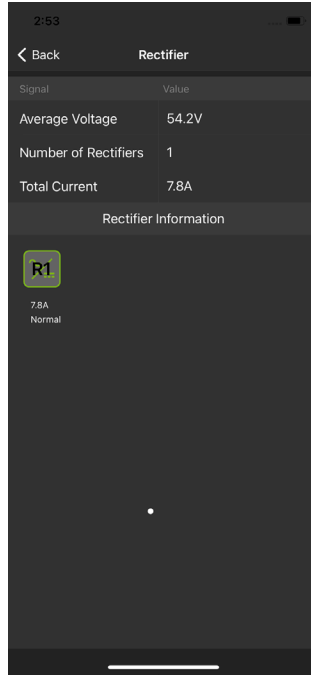 2:53
Back Rectifier
Signal Value
Average Voltage 54.2V
Number of Rectifiers 1
Total Current 7.8A
Rectifier Information
R1
7.8A
Normal